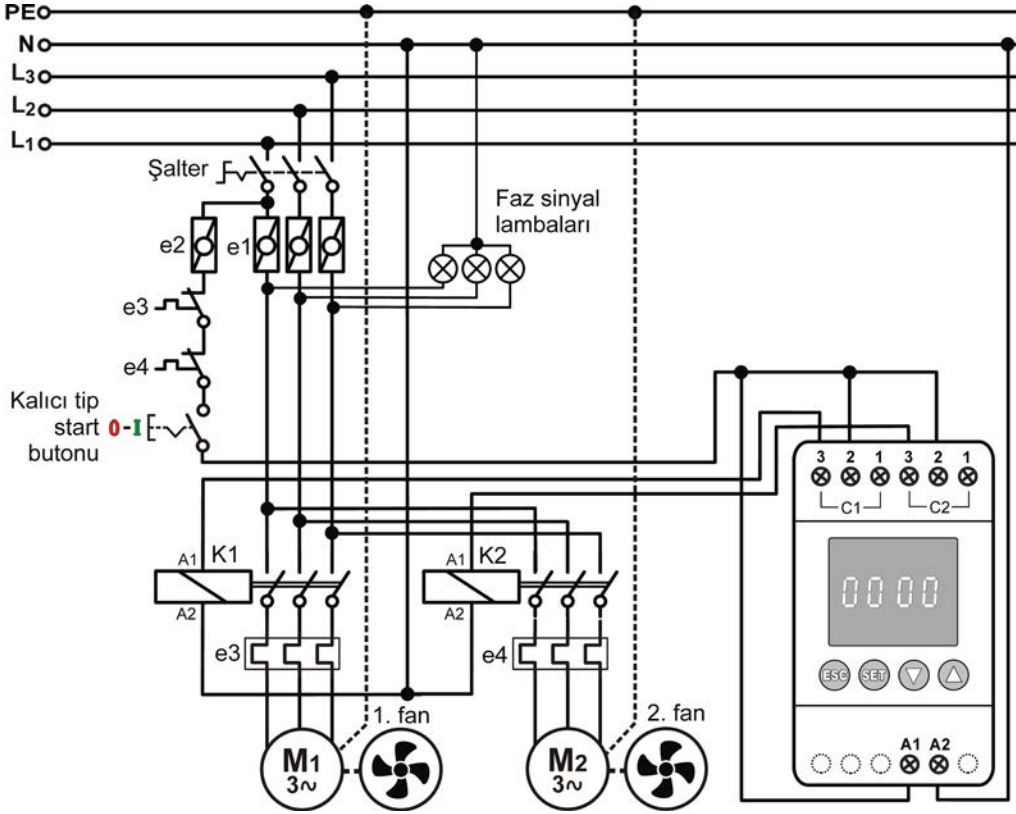 PE
N
L3
L2
L1
Şalter
e2
e1
Faz sinyal
lambaları
e3
e4
Kalıcı tip
start
butonu
0-I
3 2 1 3 2 1
C1 C2
A1 K1
A2
A1 K2
A2
0000
e3
e4
ESC SET
1. fan
2. fan
M1
3~
M2
3~
A1 A2